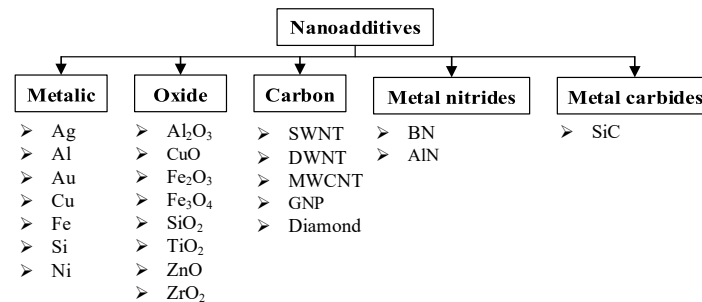 Nanoadditives
Metalic
➢ Ag
➢ Al
➢ Au
➢ Cu
➢ Fe
➢ Si
➢ Ni
Oxide
➢ Al₂O₃
➢ CuO
➢ Fe₂O₃
➢ Fe₃O₄
➢ SiO₂
➢ TiO₂
➢ ZnO
➢ ZrO₂
Carbon
➢ SWNT
➢ DWNT
➢ MWCNT
➢ GNP
➢ Diamond
Metal nitrides
➢ BN
➢ AlN
Metal carbides
➢ SiC